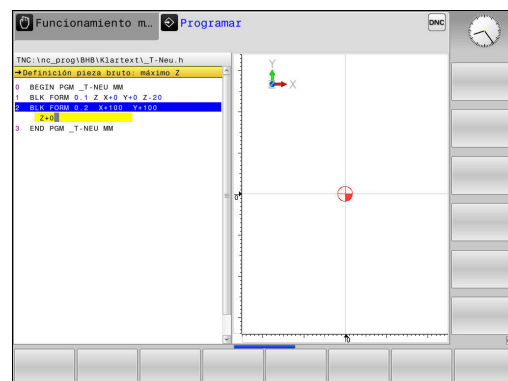 Funcionamiento m… Programar DNC
TNC:\nc_prog\BHB\Klartext\_T-Neu.h
→Definición pieza bruto: máximo Z
0 BEGIN PGM _T-NEU MM
1 BLK FORM 0.1 Z X+0 Y+0 Z-20
2 BLK FORM 0.2 X+100 Y+100
Z+0
3 END PGM _T-NEU MM
Y
X
0
0